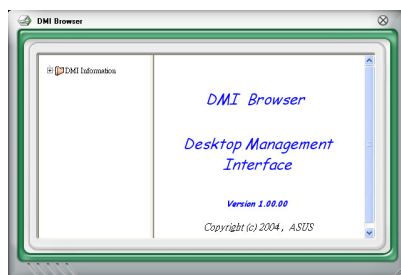 DMI Browser
DMI Information
DMI Browser
Desktop Management
Interface
Version 1.00.00
Copyright (c) 2004 , ASUS